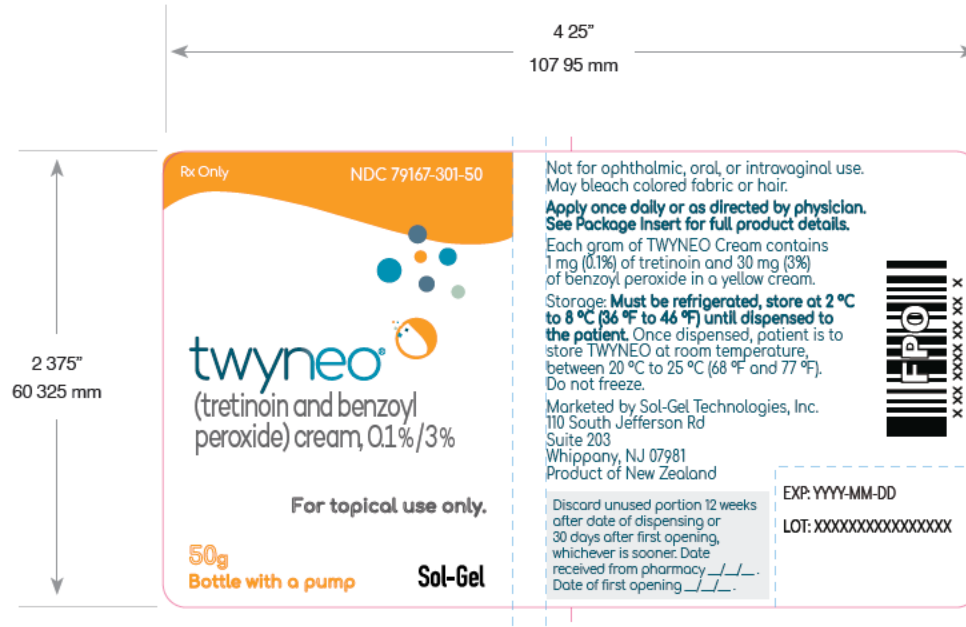 4 25”
107 95 mm
2 375”
60 325 mm
Rx Only
NDC 79167-301-50
twyneo®
(tretinoin and benzoyl
peroxide) cream, 0.1%/3%
For topical use only.
50g
Bottle with a pump
Sol-Gel
Not for ophthalmic, oral, or intravaginal use.
May bleach colored fabric or hair.
Apply once daily or as directed by physician.
See Package Insert for full product details.
Each gram of TWYNEO Cream contains
1 mg (0.1%) of tretinoin and 30 mg (3%)
of benzoyl peroxide in a yellow cream.
Storage: Must be refrigerated, store at 2 °C
to 8 °C (36 °F to 46 °F) until dispensed to
the patient. Once dispensed, patient is to
store TWYNEO at room temperature,
between 20 °C to 25 °C (68 °F and 77 °F).
Do not freeze.
Marketed by Sol-Gel Technologies, Inc.
110 South Jefferson Rd
Suite 203
Whippany, NJ 07981
Product of New Zealand
Discard unused portion 12 weeks
after date of dispensing or
30 days after first opening,
whichever is sooner. Date
received from pharmacy __/__/__.
Date of first opening __/__/__.
FPO
X XX XXXXX XXX XX X
EXP: YYYY-MM-DD
LOT: XXXXXXXXXXXXXXXX